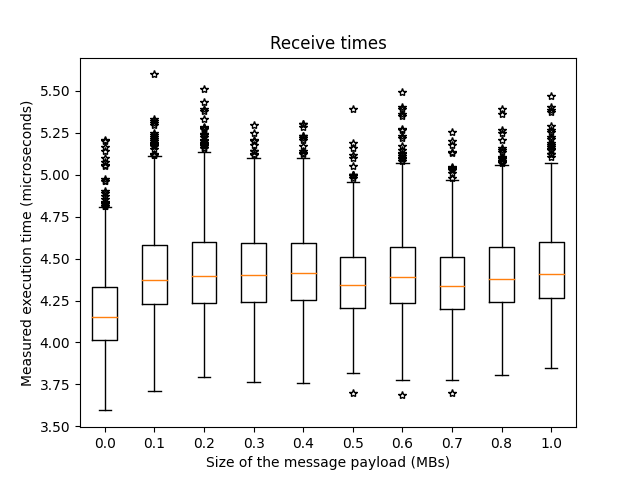 Receive times
Measured execution time (microseconds)
5.50
5.25
5.00
4.75
4.50
4.25
4.00
3.75
3.50
0.0 0.1 0.2 0.3 0.4 0.5 0.6 0.7 0.8 1.0
Size of the message payload (MBs)